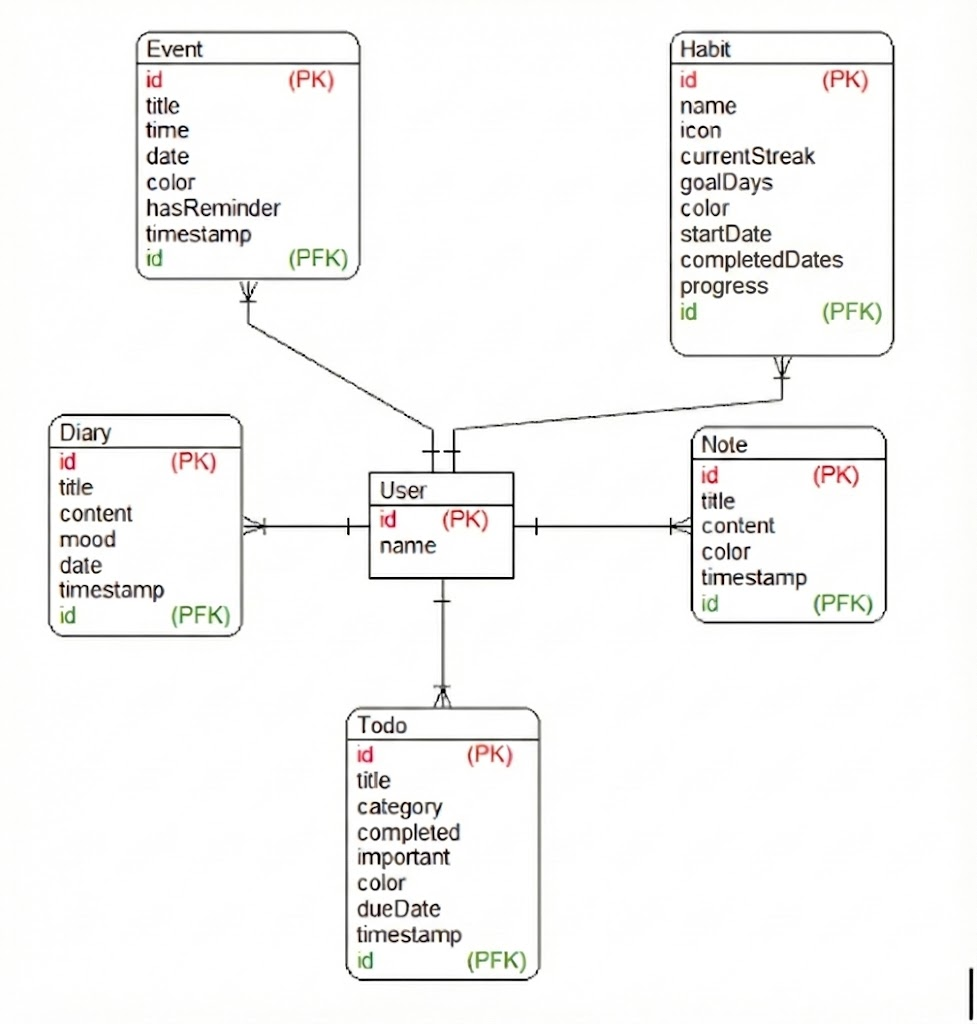 Event
id (PK)
title
time
date
color
hasReminder
timestamp
id (PFK)
Habit
id (PK)
name
icon
currentStreak
goalDays
color
startDate
completedDates
progress
id (PFK)
Diary
id (PK)
title
content
mood
date
timestamp
id (PFK)
User
id (PK)
name
Note
id (PK)
title
content
color
timestamp
id (PFK)
Todo
id (PK)
title
category
completed
important
color
dueDate
timestamp
id (PFK)